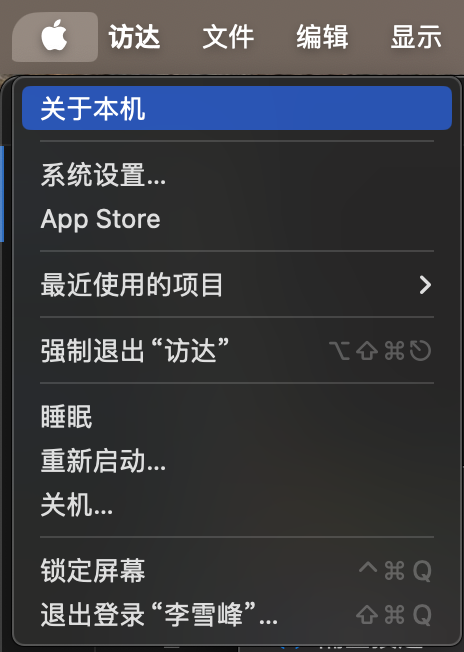 访达 文件 编辑 显示
关于本机
系统设置...
App Store
最近使用的项目
强制退出“访达” ⌥⇧⌘⎋
睡眠
重新启动...
关机...
锁定屏幕 ^⌘Q
退出登录“李雪峰”... ⇧⌘Q